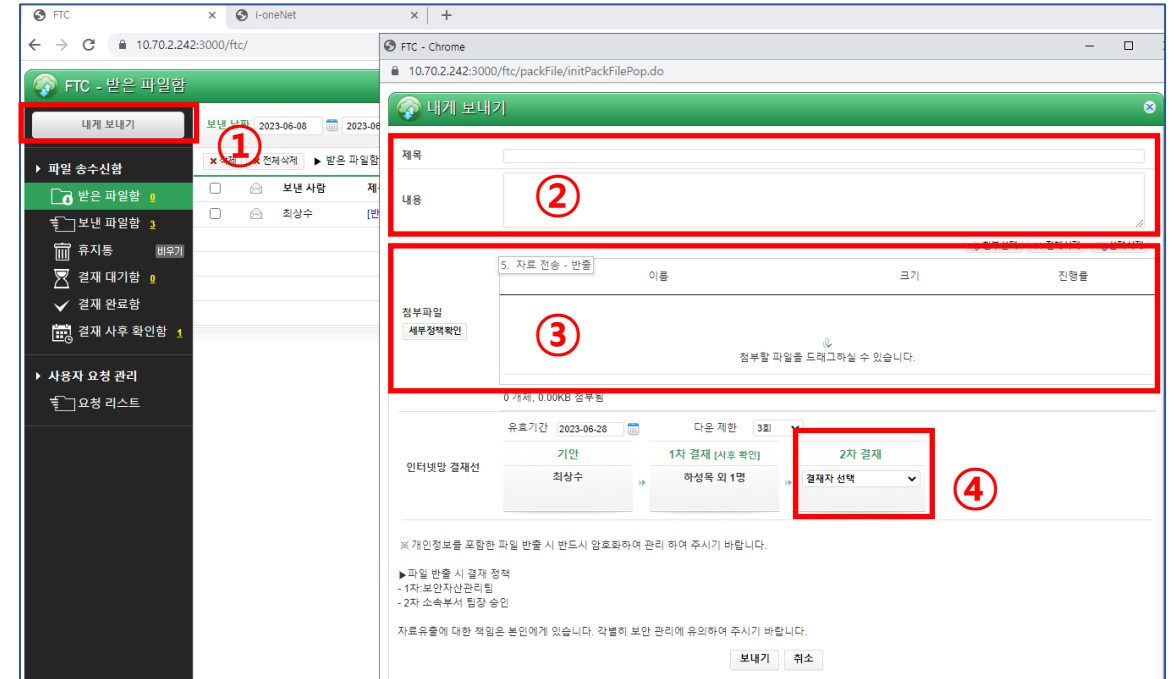 FTC
i-oneNet
10.70.2.242:3000/ftc/
FTC - 받은 파일함
내게 보내기
①
보낸 날짜 2023-06-08 2023-06
삭제 전체삭제 ▶ 받은 파일함
보낸 사람
최상수 [반
파일 송수신함
받은 파일함 0
보낸 파일함 3
휴지통 비우기
결재 대기함 0
결재 완료함
결재 사후 확인함 1
사용자 요청 관리
요청 리스트
FTC - Chrome
10.70.2.242:3000/ftc/packFile/initPackFilePop.do
내게 보내기
제목
내용
②
5. 자료 전송 - 반출
이름 크기 진행률
첨부파일
세부정책확인
③
첨부할 파일을 드래그하실 수 있습니다.
0 개체, 0.00KB 첨부됨
유효기간 2023-06-28 다운 제한 3회
인터넷망 결재선
기안 1차 결재 [사후 확인] 2차 결재
최상수 하성목 외 1명 결재자 선택
④
※ 개인정보를 포함한 파일 반출 시 반드시 암호화하여 관리 하여 주시기 바랍니다.
▶파일 반출 시 결재 정책
- 1차:보안자산관리팀
- 2차 소속부서 팀장 승인
자료유출에 대한 책임은 본인에게 있습니다. 각별히 보안 관리에 유의하여 주시기 바랍니다.
보내기 취소